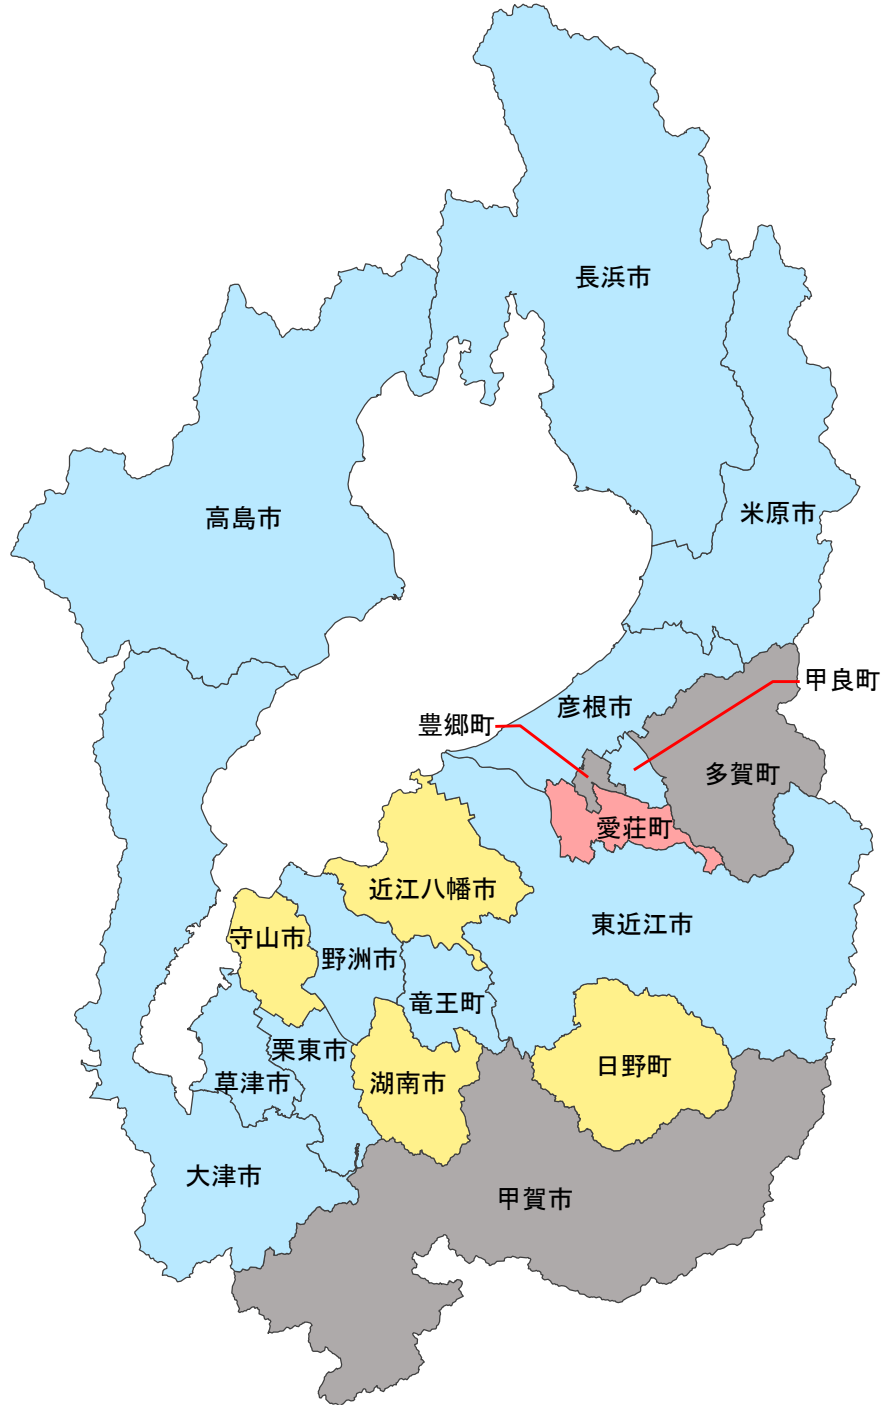 長浜市
高島市
米原市
甲良町
彦根市
豊郷町
多賀町
愛荘町
近江八幡市
東近江市
守山市
野洲市
竜王町
栗東市
日野町
草津市
湖南市
大津市
甲賀市